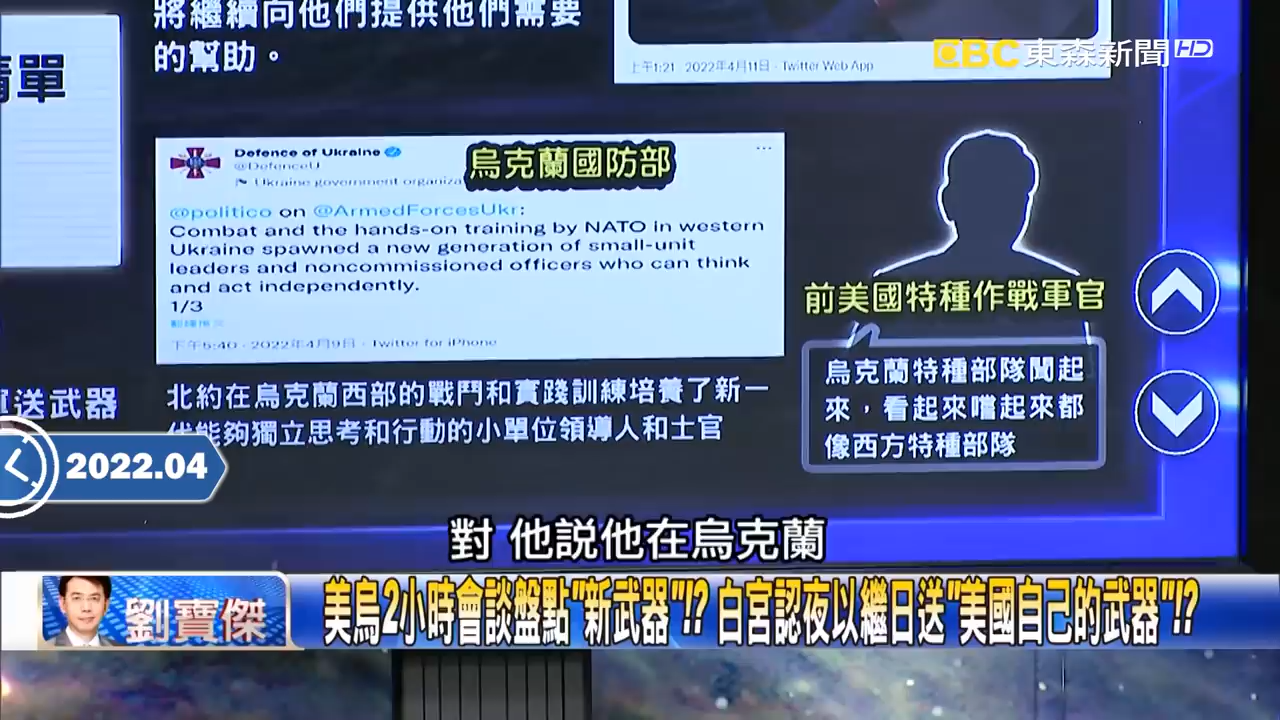 將繼續向他們提供他們需要
的幫助。
清單
上午1:21 · 2022年4月11日 · Twitter Web App
EBC 東森新聞 HD
Defence of Ukraine
@DefenceU
Ukraine government organiza
烏克蘭國防部
@politico on @ArmedForcesUkr:
Combat and the hands-on training by NATO in western
Ukraine spawned a new generation of small-unit
leaders and noncommissioned officers who can think
and act independently.
1/3
下午5:40 · 2022年4月9日 · Twitter for iPhone
北約在烏克蘭西部的戰鬥和實踐訓練培養了新一
代能夠獨立思考和行動的小單位領導人和士官
前美國特種作戰軍官
烏克蘭特種部隊聞起
來，看起來嚐起來都
像西方特種部隊
送武器
2022.04
對 他說他在烏克蘭
劉寶傑
美烏2小時會談盤點"新武器"!? 白宮認夜以繼日送"美國自己的武器"!?